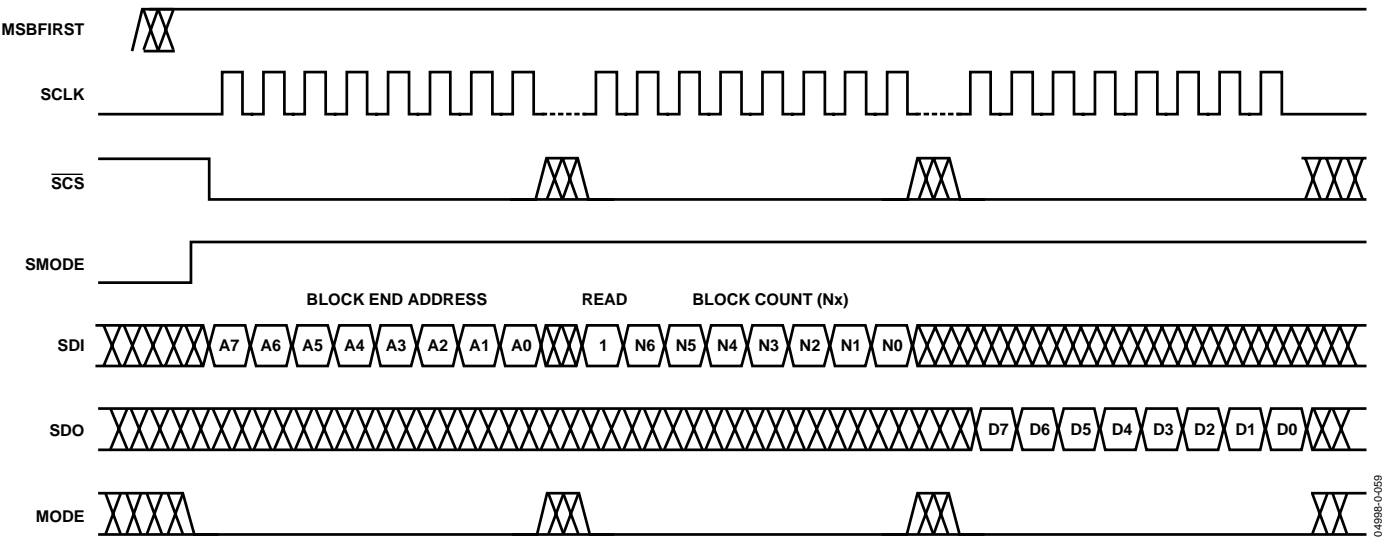 MSBFIRST
SCLK
SCS
SMODE
BLOCK END ADDRESS READ BLOCK COUNT (Nx)
SDI A7 A6 A5 A4 A3 A2 A1 A0 1 N6 N5 N4 N3 N2 N1 N0
SDO D7 D6 D5 D4 D3 D2 D1 D0
MODE
04998-0-059